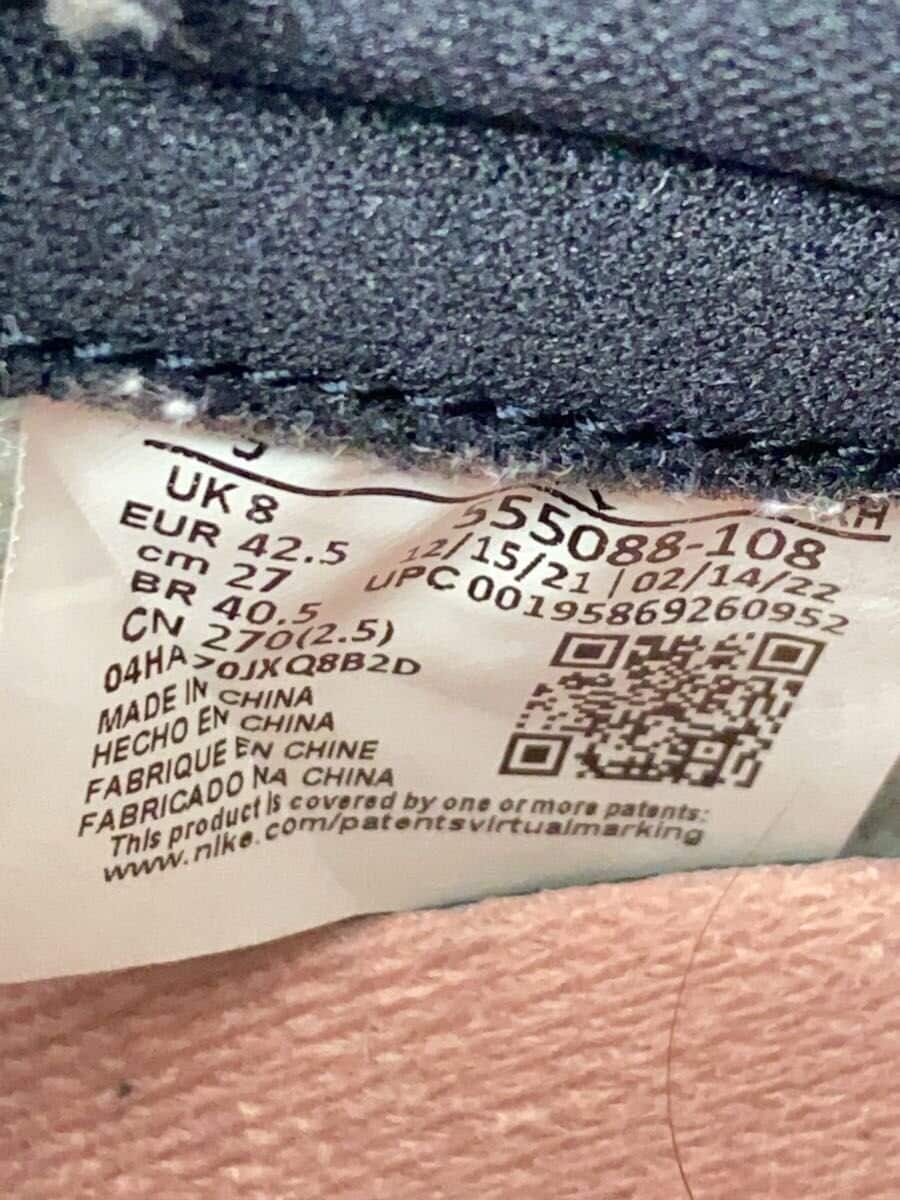 UK 8
EUR 42.5
cm 27
BR 40.5
CN 270(2.5)
04HA>0JXQ8B2D
555088-108
12/15/21 | 02/14/22
UPC 00195869260952
MADE IN CHINA
HECHO EN CHINA
FABRIQUE EN CHINE
FABRICADO NA CHINA
This product is covered by one or more patents:
www.nike.com/patentsvirtualmarking